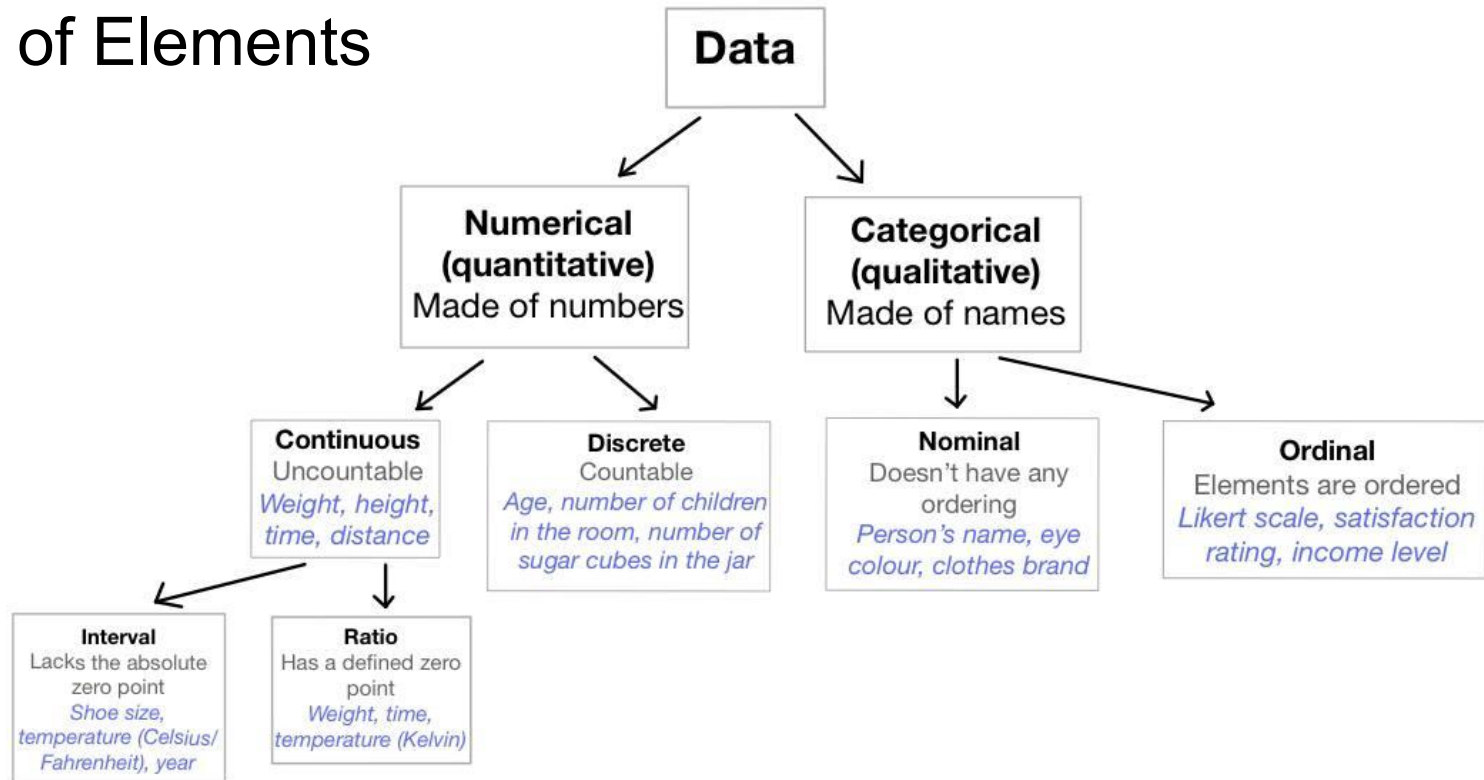 of Elements
Data
Numerical
(quantitative)
Made of numbers
Categorical
(qualitative)
Made of names
Continuous
Uncountable
Weight, height,
time, distance
Discrete
Countable
Age, number of children
in the room, number of
sugar cubes in the jar
Nominal
Doesn't have any
ordering
Person's name, eye
colour, clothes brand
Ordinal
Elements are ordered
Likert scale, satisfaction
rating, income level
Interval
Lacks the absolute
zero point
Shoe size,
temperature (Celsius/
Fahrenheit), year
Ratio
Has a defined zero
point
Weight, time,
temperature (Kelvin)